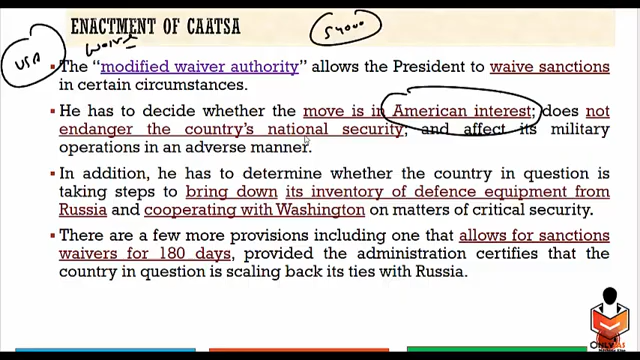 ENACTMENT OF CAATSA
S400
Waive
USA
The “modified waiver authority” allows the President to waive sanctions
in certain circumstances.
He has to decide whether the move is in American interest; does not
endanger the country’s national security; and affect its military
operations in an adverse manner.
In addition, he has to determine whether the country in question is
taking steps to bring down its inventory of defence equipment from
Russia and cooperating with Washington on matters of critical security.
There are a few more provisions including one that allows for sanctions
waivers for 180 days, provided the administration certifies that the
country in question is scaling back its ties with Russia.
ONLY IAS